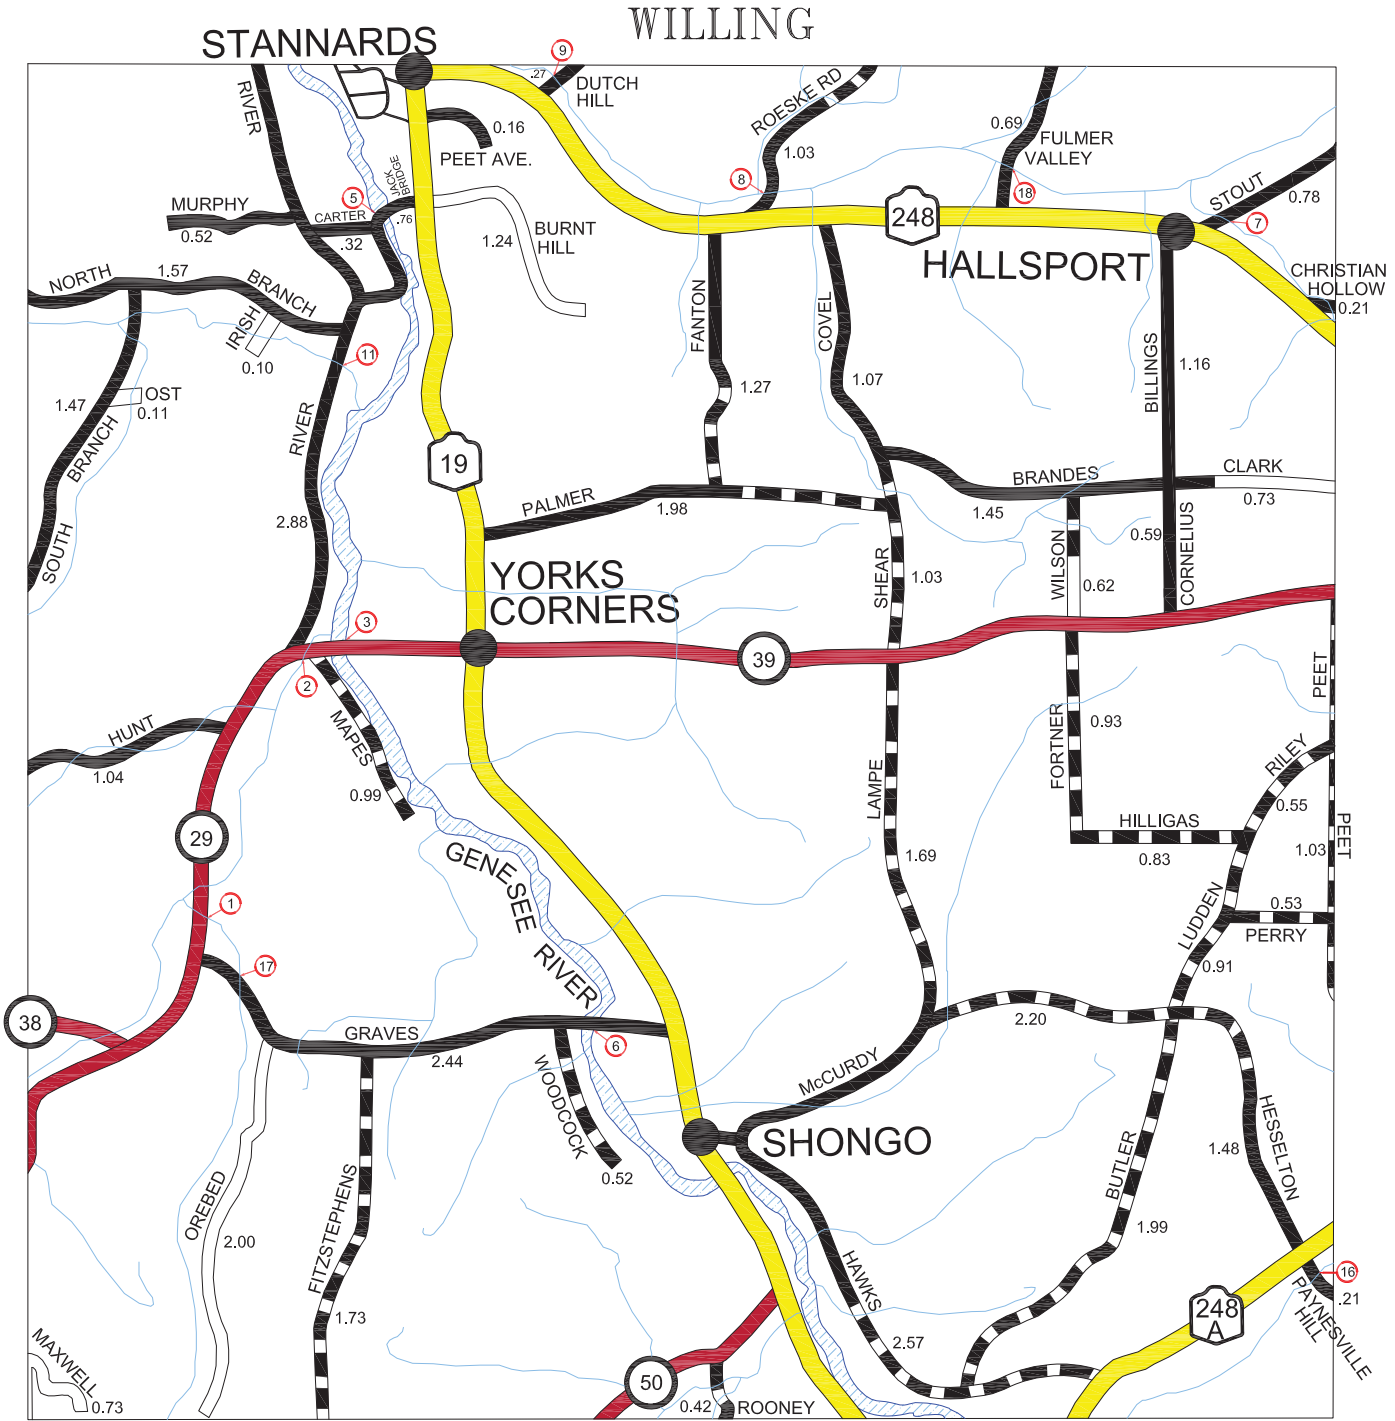 WILLING
STANNARDS
9
.27
DUTCH
HILL
ROESKE RD
1.03
0.69
FULMER
VALLEY
RIVER
0.16
PEET AVE.
JACK
BRIDGE
.76
8
18
STOUT
0.78
7
MURPHY
0.52
5
CARTER
.32
1.24
BURNT
HILL
248
HALLSPORT
CHRISTIAN
HOLLOW
0.21
NORTH
1.57
BRANCH
IRISH
0.10
11
FANTON
1.27
COVEL
1.07
BILLINGS
1.16
OST
0.11
1.47
SOUTH
BRANCH
RIVER
2.88
19
PALMER
1.98
BRANDES
1.45
CLARK
0.73
YORKS
CORNERS
SHEAR
1.03
WILSON
0.62
0.59
CORNELIUS
3
2
39
PEET
HUNT
1.04
MAPES
0.99
FORTNER
0.93
RILEY
0.55
LAMPE
1.69
HILLIGAS
0.83
PEET
1.03
29
GENESEE
RIVER
1
17
LUDDEN
0.91
0.53
PERRY
38
GRAVES
2.44
6
WOODCOCK
0.52
McCURDY
2.20
SHONGO
HESSELTON
1.48
BUTLER
1.99
OREBED
2.00
FITZSTEPHENS
1.73
HAWKS
2.57
16
PAYNESVILLE
HILL
.21
248
A
MAXWELL
0.73
50
0.42
ROONEY